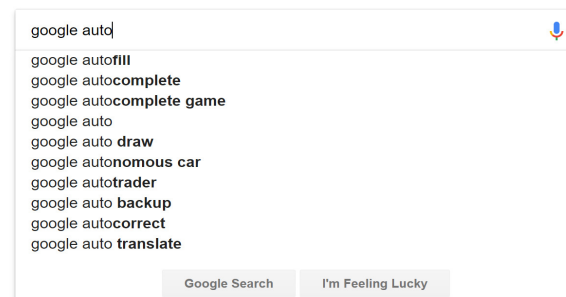 google auto
google autofill
google autocomplete
google autocomplete game
google auto
google auto draw
google autonomous car
google autotrader
google auto backup
google autocorrect
google auto translate
Google Search I'm Feeling Lucky